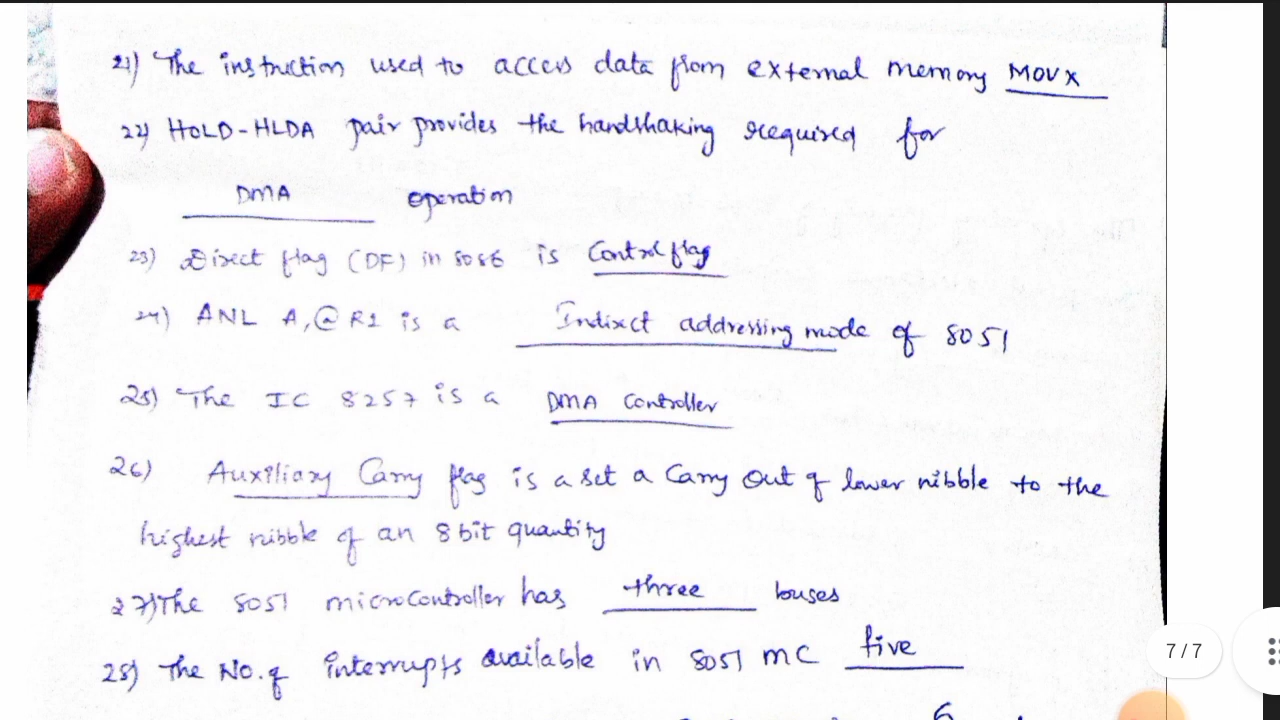 21) The instruction used to access data from external memory MOVX
22) HOLD-HLDA pair provides the handshaking required for
DMA operation
23) Direct flag (DF) in 8086 is Control flag
24) ANL A,@R1 is a Indirect addressing mode of 8051
25) The IC 8257 is a DMA Controller
26) Auxiliary Carry flag is a set a Carry Out of lower nibble to the
highest nibble of an 8 bit quantity
27) The 8051 microcontroller has three buses
28) The No. of interrupts available in 8051 MC five
7 / 7